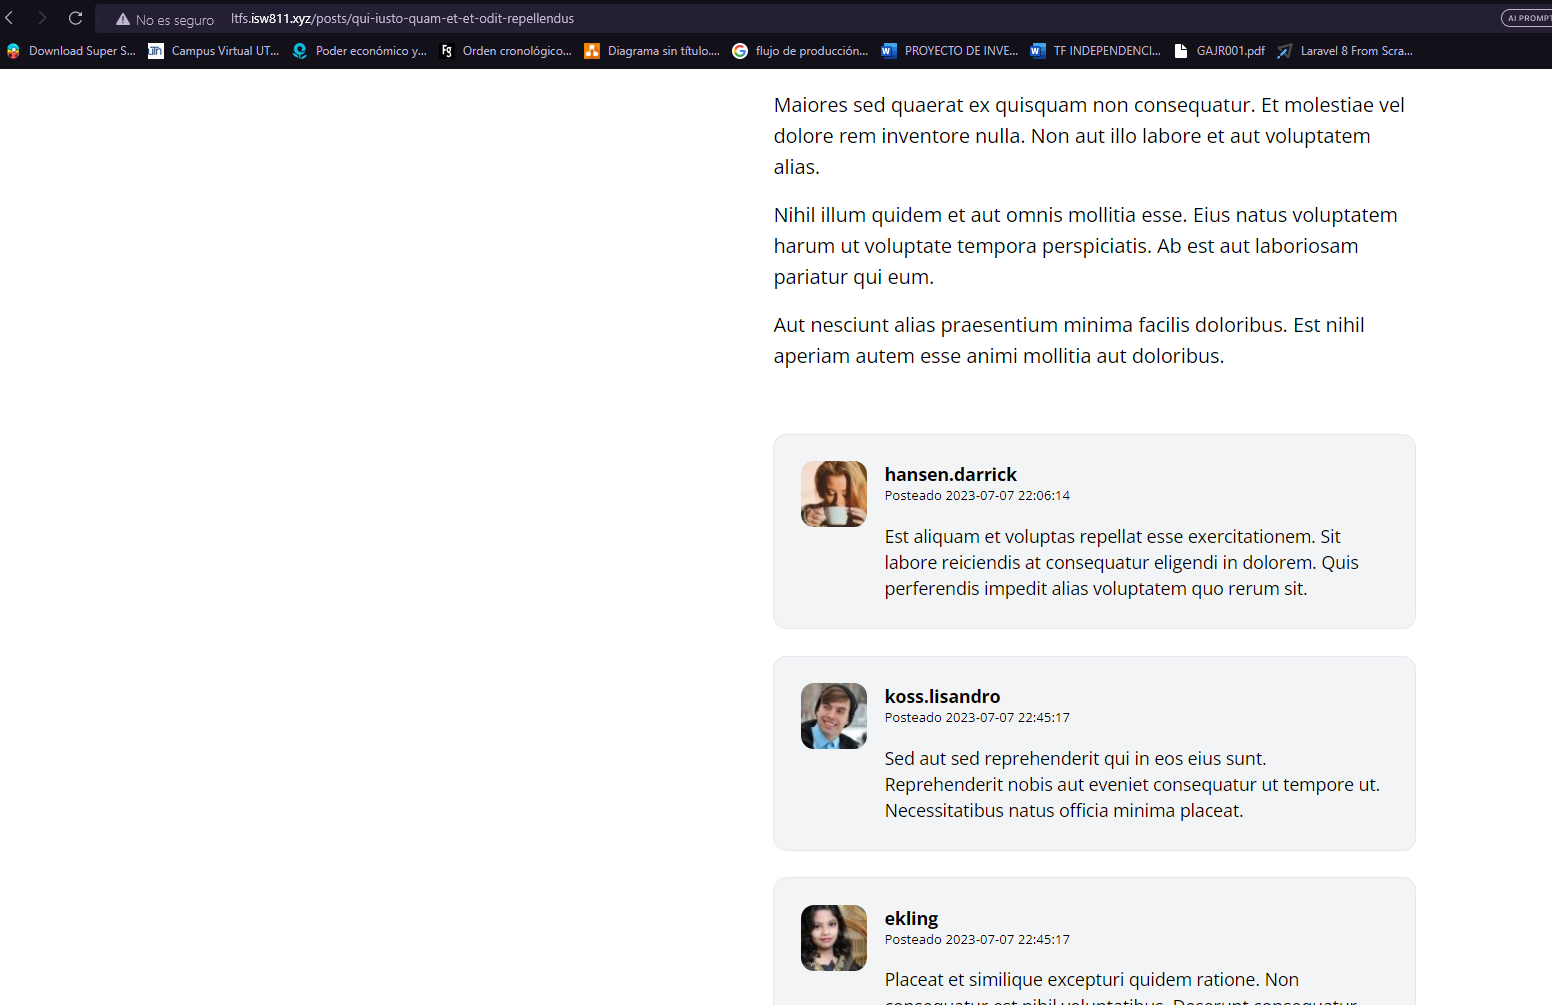 No es seguro ltfs.isw811.xyz/posts/qui-iusto-quam-et-et-odit-repellendus
Download Super S... Campus Virtual UT... Poder económico y... Fg Orden cronológico... Diagrama sin título.... flujo de producción... PROYECTO DE INVE... TF INDEPENDENCI... GAJR001.pdf Laravel 8 From Scra...
Maiores sed quaerat ex quisquam non consequatur. Et molestiae vel
dolore rem inventore nulla. Non aut illo labore et aut voluptatem
alias.
Nihil illum quidem et aut omnis mollitia esse. Eius natus voluptatem
harum ut voluptate tempora perspiciatis. Ab est aut laboriosam
pariatur qui eum.
Aut nesciunt alias praesentium minima facilis doloribus. Est nihil
aperiam autem esse animi mollitia aut doloribus.
hansen.darrick
Posteado 2023-07-07 22:06:14
Est aliquam et voluptas repellat esse exercitationem. Sit
labore reiciendis at consequatur eligendi in dolorem. Quis
perferendis impedit alias voluptatem quo rerum sit.
koss.lisandro
Posteado 2023-07-07 22:45:17
Sed aut sed reprehenderit qui in eos eius sunt.
Reprehenderit nobis aut eveniet consequatur ut tempore ut.
Necessitatibus natus officia minima placeat.
ekling
Posteado 2023-07-07 22:45:17
Placeat et similique excepturi quidem ratione. Non
consequatur est nihil voluptatibus. Deserunt consequatur